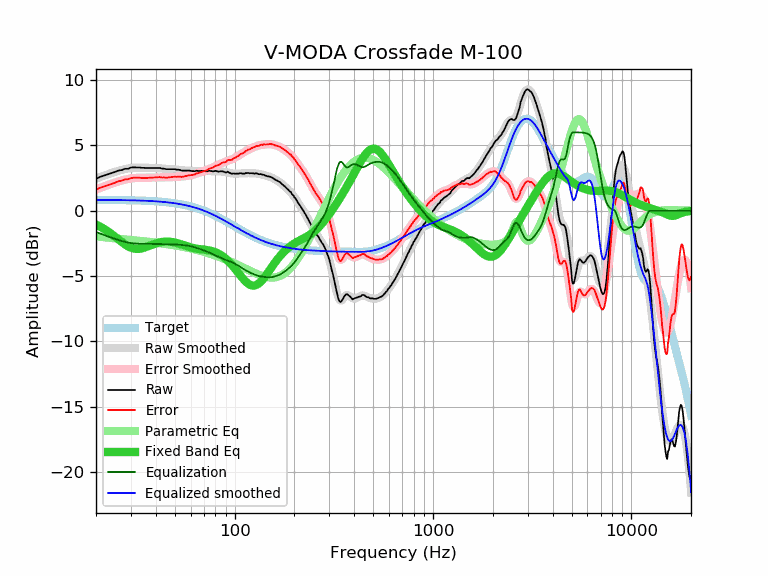 V-MODA Crossfade M-100
10
5
0
−5
−10
−15
−20
Amplitude (dBr)
Target
Raw Smoothed
Error Smoothed
Raw
Error
Parametric Eq
Fixed Band Eq
Equalization
Equalized smoothed
100 1000 10000
Frequency (Hz)